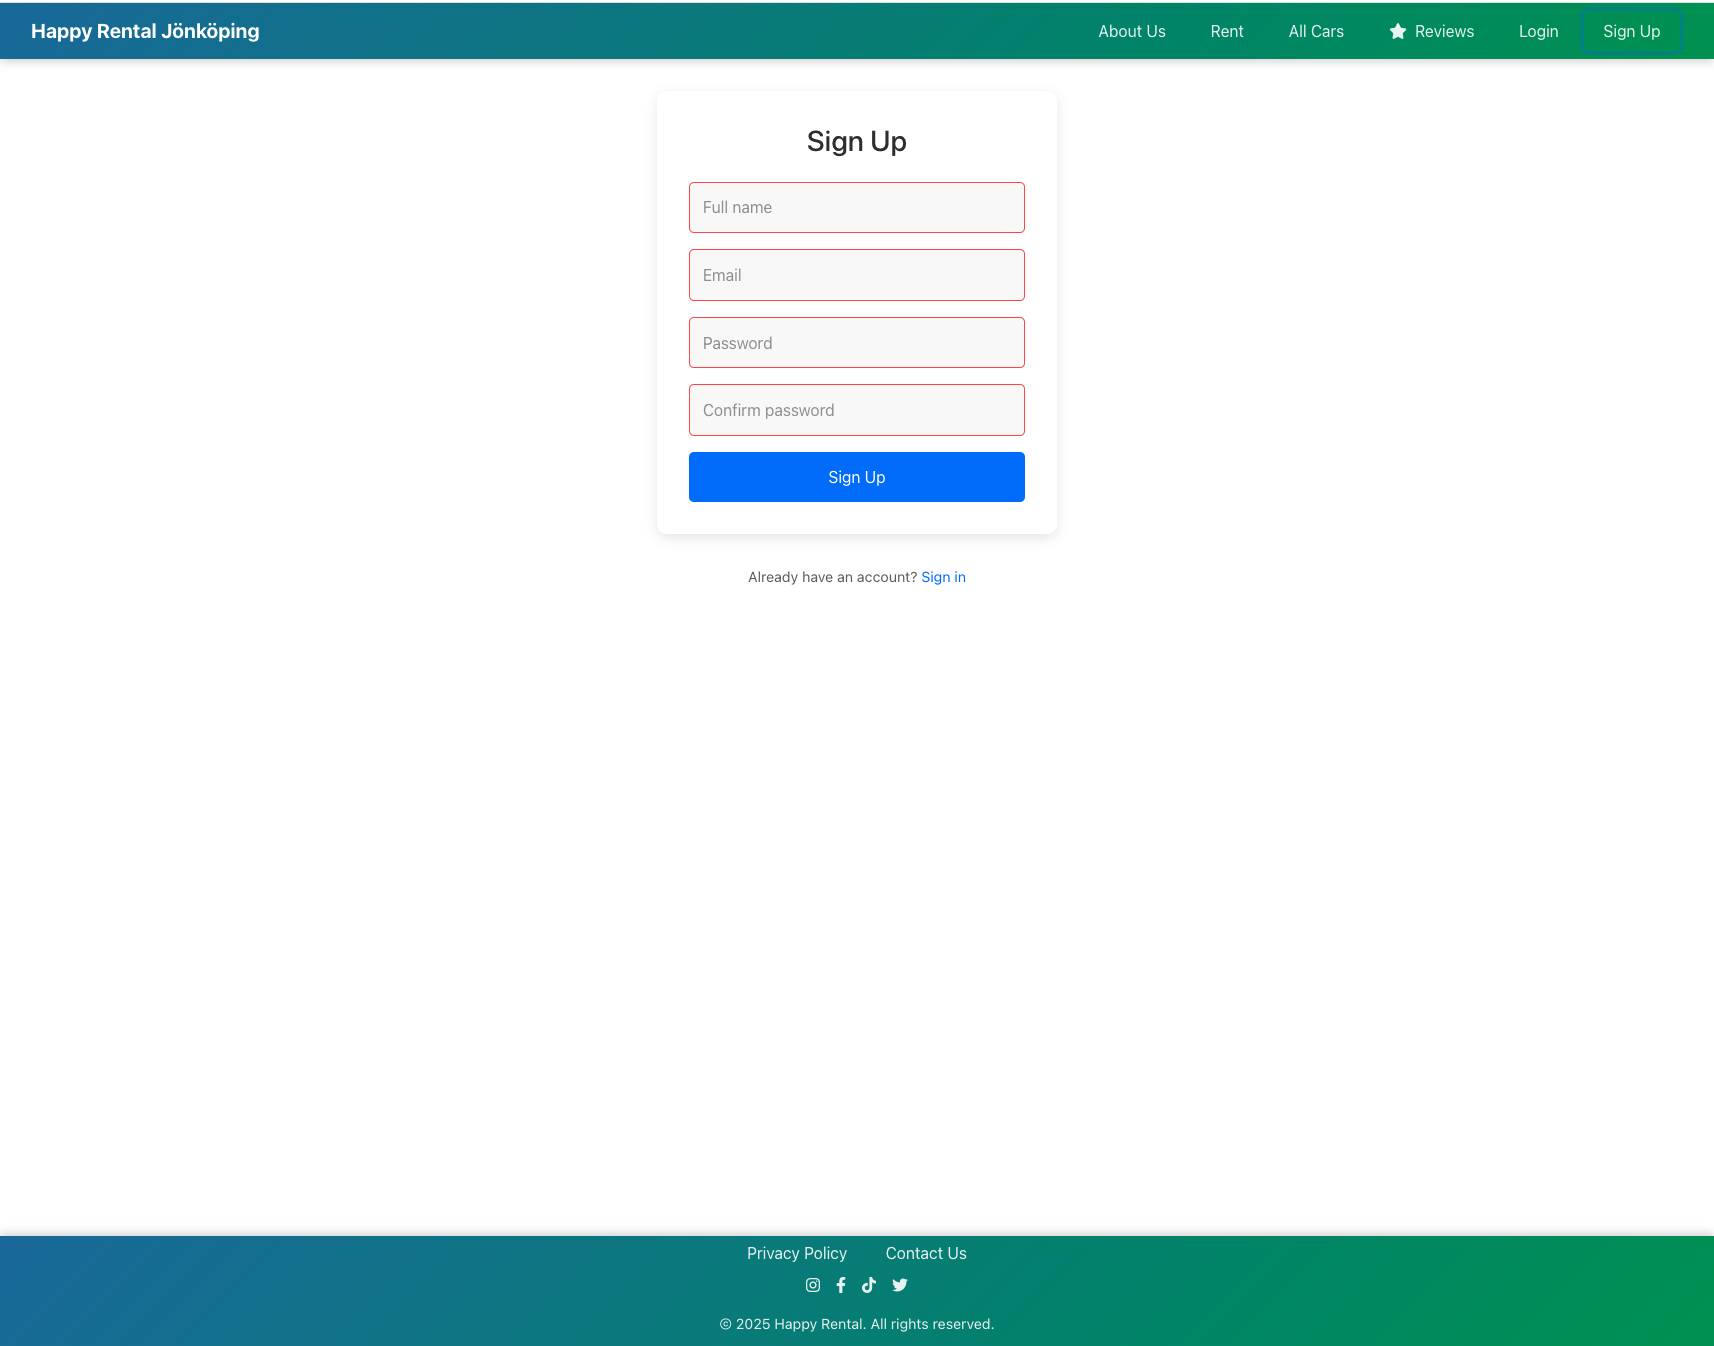 Happy Rental Jönköping
About Us Rent All Cars Reviews Login Sign Up
Sign Up
Full name
Email
Password
Confirm password
Sign Up
Already have an account? Sign in
Privacy Policy Contact Us
© 2025 Happy Rental. All rights reserved.